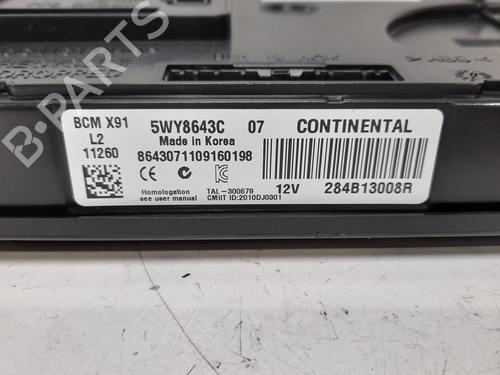 BCM X91
L2
11260
5WY8643C 07 CONTINENTAL
Made in Korea
8643071109160198
Homologation
see user manual
TAL-300679
CMIIT ID:2010DJ0301
12V 284B13008R
B-PARTS